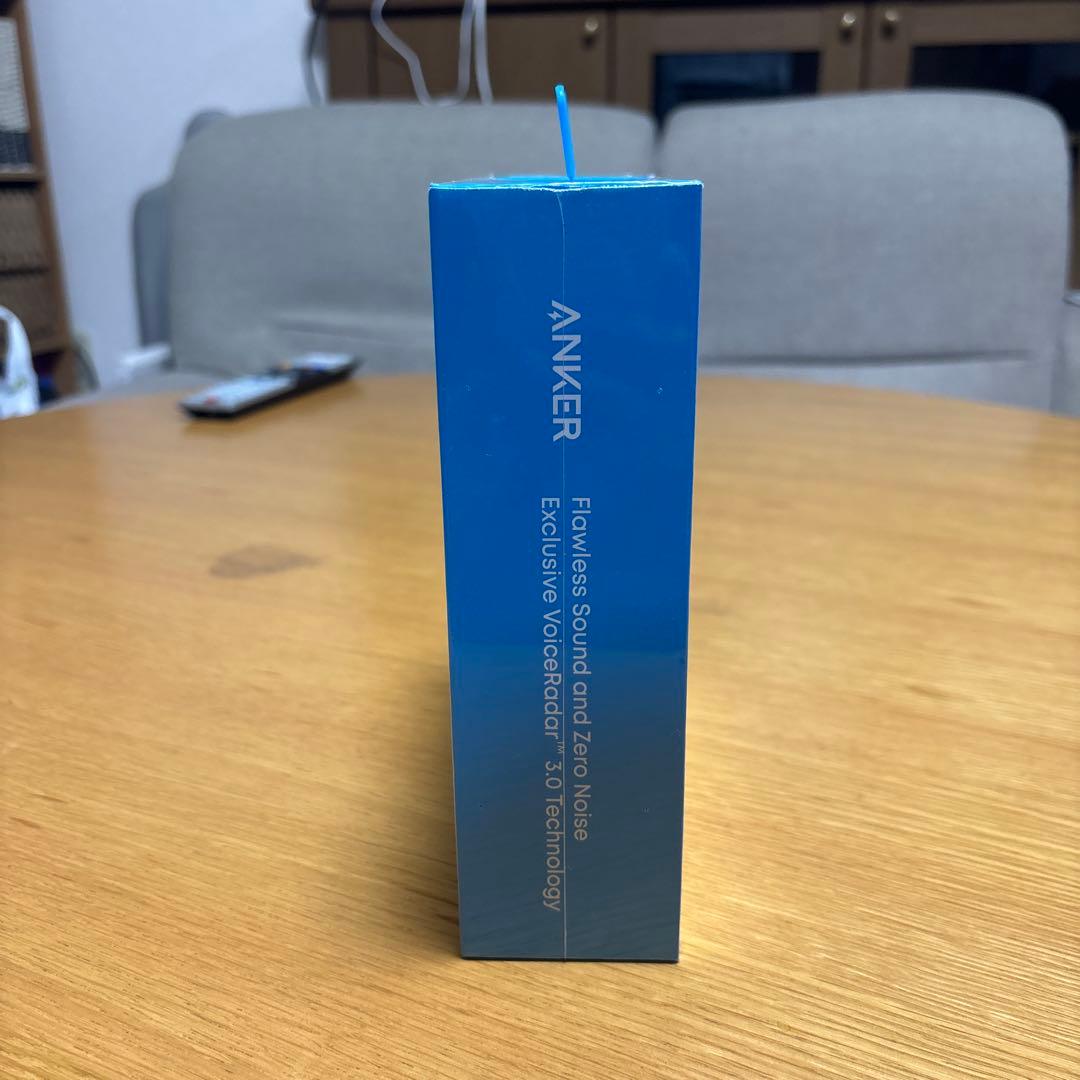 ANKER
Flawless Sound and Zero Noise
Exclusive VoiceRadar™ 3.0 Technology